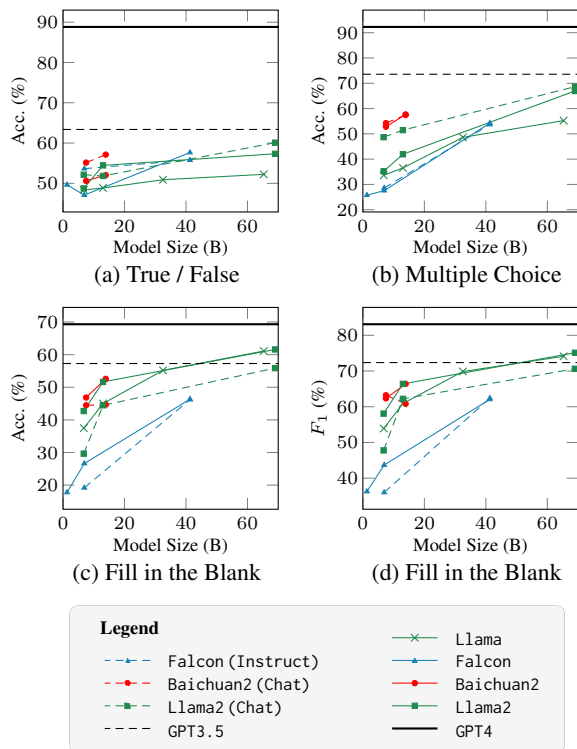 90
80
70
60
50
Acc. (%)
0 20 40 60
Model Size (B)
(a) True / False
90
80
70
60
50
40
30
20
Acc. (%)
0 20 40 60
Model Size (B)
(b) Multiple Choice
70
60
50
40
30
20
Acc. (%)
0 20 40 60
Model Size (B)
(c) Fill in the Blank
80
70
60
50
40
F1 (%)
0 20 40 60
Model Size (B)
(d) Fill in the Blank
Legend
Falcon (Instruct)
Baichuan2 (Chat)
Llama2 (Chat)
GPT3.5
Llama
Falcon
Baichuan2
Llama2
GPT4